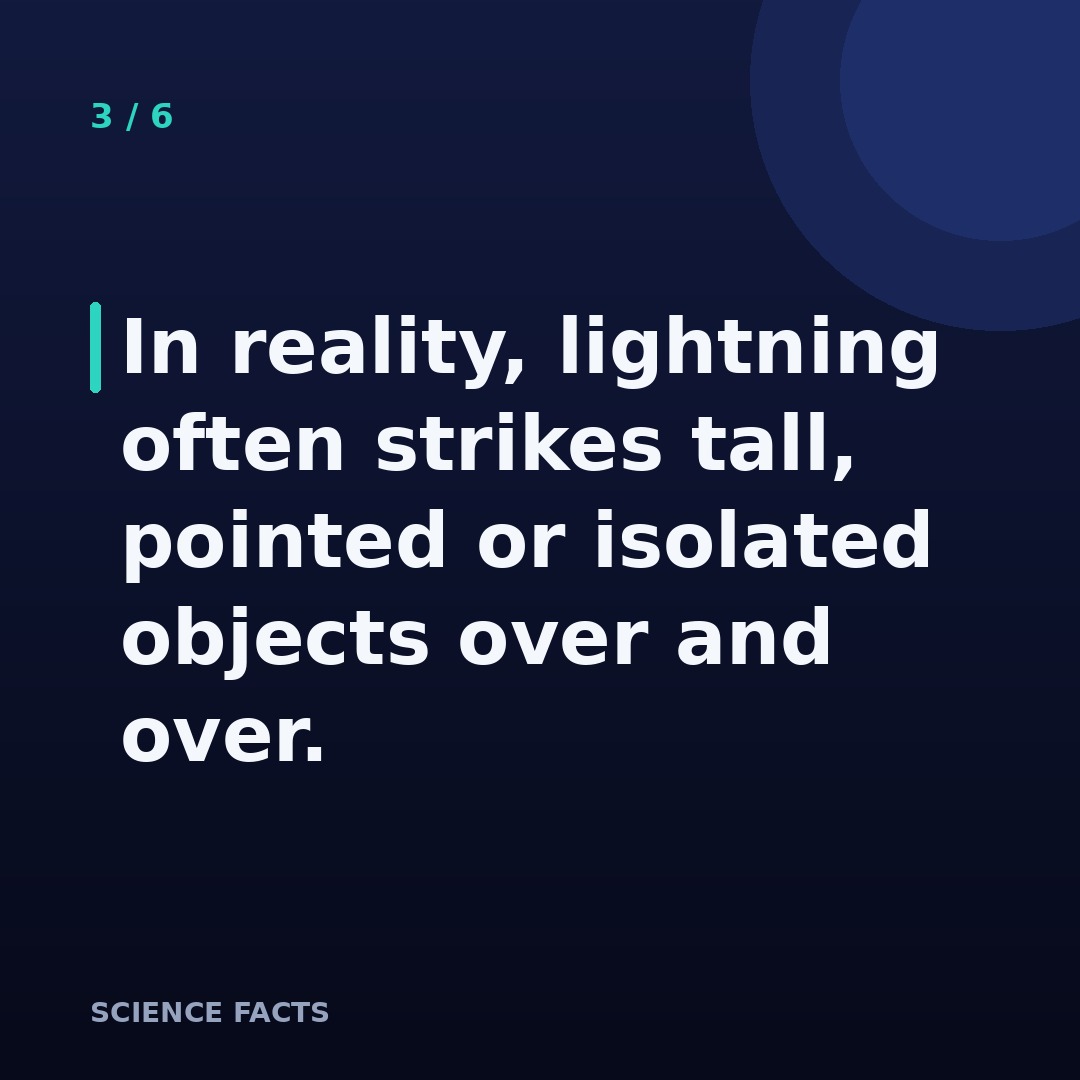 3 / 6
In reality, lightning
often strikes tall,
pointed or isolated
objects over and
over.
SCIENCE FACTS